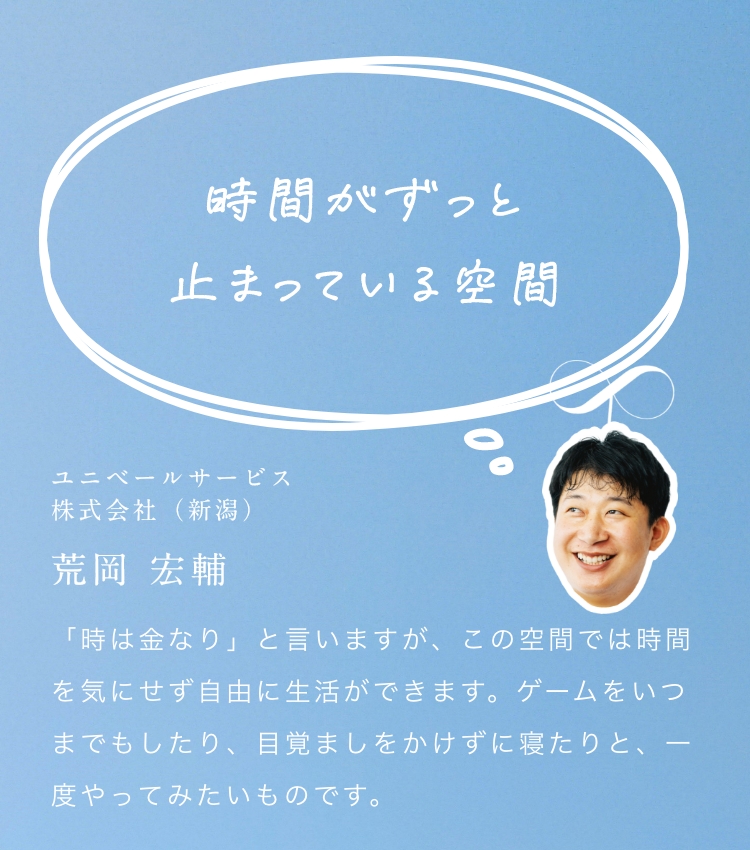 時間がずっと
止まっている空間
ユニベールサービス
株式会社（新潟）
荒岡 宏輔
「時は金なり」と言いますが、この空間では時間
を気にせず自由に生活ができます。ゲームをいつ
までもしたり、目覚ましをかけずに寝たりと、一
度やってみたいものです。